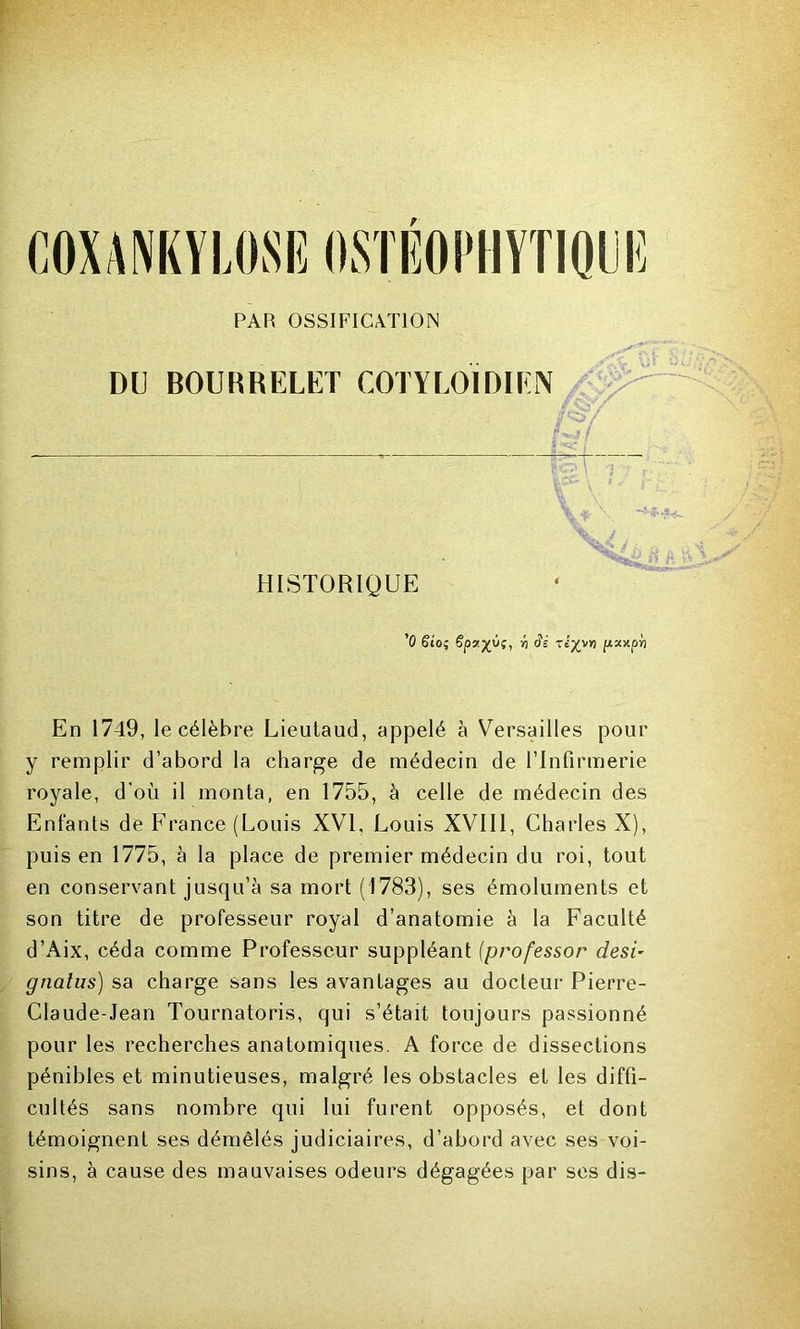 COXANKYLOSE OSTÉOPHYTIQUE
PAR OSSIFICATION
DU BOURRELET COTYLOÏDIEN
HISTORIQUE
Ὁ βίος βραχύς, ἡ δὲ τέχνη μακρὴ
En 1749, le célèbre Lieutaud, appelé à Versailles pour
y remplir d'abord la charge de médecin de l'Infirmerie
royale, d'où il monta, en 1755, à celle de médecin des
Enfants de France (Louis XVI, Louis XVIII, Charles X),
puis en 1775, à la place de premier médecin du roi, tout
en conservant jusqu'à sa mort (1783), ses émoluments et
son titre de professeur royal d'anatomie à la Faculté
d'Aix, céda comme Professeur suppléant (professor desi-
gnatus) sa charge sans les avantages au docteur Pierre-
Claude-Jean Tournatoris, qui s'était toujours passionné
pour les recherches anatomiques. A force de dissections
pénibles et minutieuses, malgré les obstacles et les diffi-
cultés sans nombre qui lui furent opposés, et dont
témoignent ses démêlés judiciaires, d'abord avec ses voi-
sins, à cause des mauvaises odeurs dégagées par ses dis-